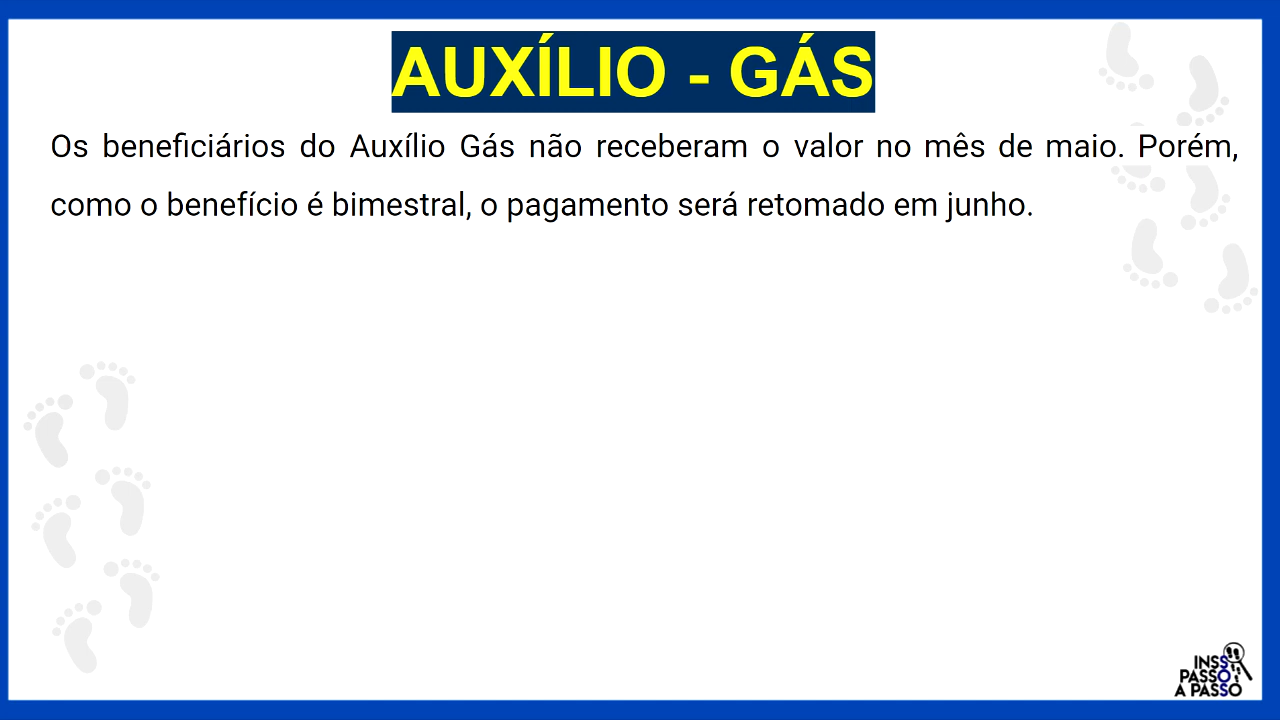 AUXÍLIO - GÁS
Os beneficiários do Auxílio Gás não receberam o valor no mês de maio. Porém,
como o benefício é bimestral, o pagamento será retomado em junho.
INSS
PASSO
A PASSO